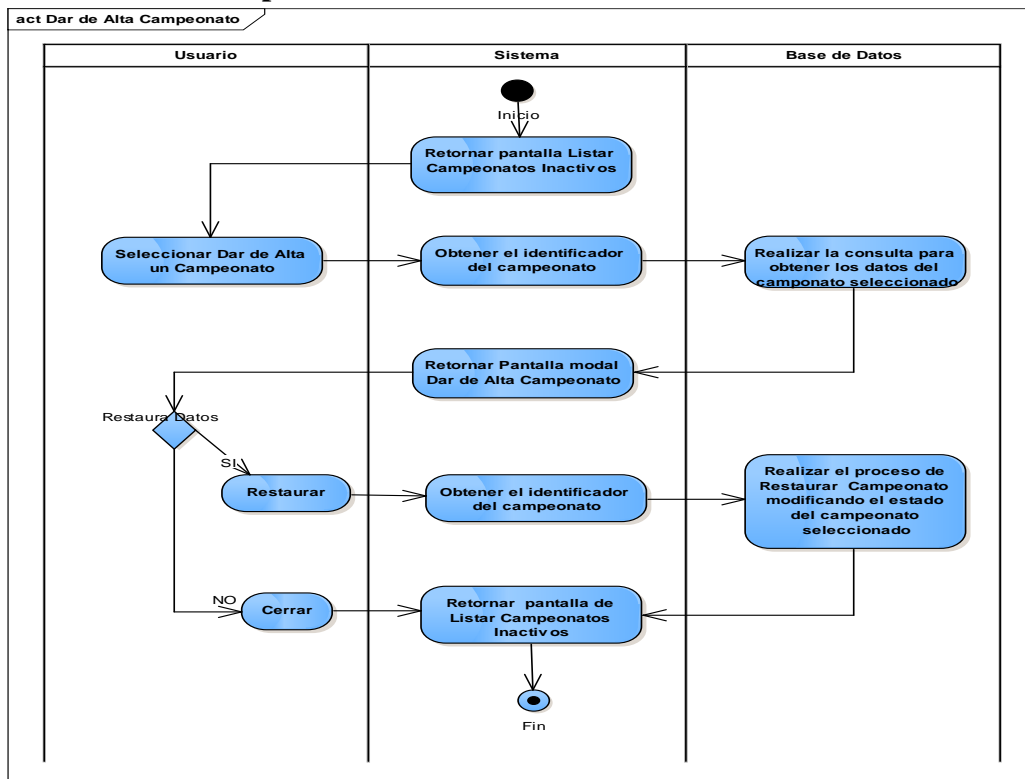 act Dar de Alta Campeonato
Usuario
Sistema
Base de Datos
Inicio
Retornar pantalla Listar
Campeonatos Inactivos
Seleccionar Dar de Alta
un Campeonato
Obtener el identificador
del campeonato
Realizar la consulta para
obtener los datos del
camponato seleccionado
Retornar Pantalla modal
Dar de Alta Campeonato
Restaura Datos
SI
Restaurar
Obtener el identificador
del campeonato
Realizar el proceso de
Restaurar Campeonato
modificando el estado
del campeonato
seleccionado
NO
Cerrar
Retornar pantalla de
Listar Campeonatos
Inactivos
Fin